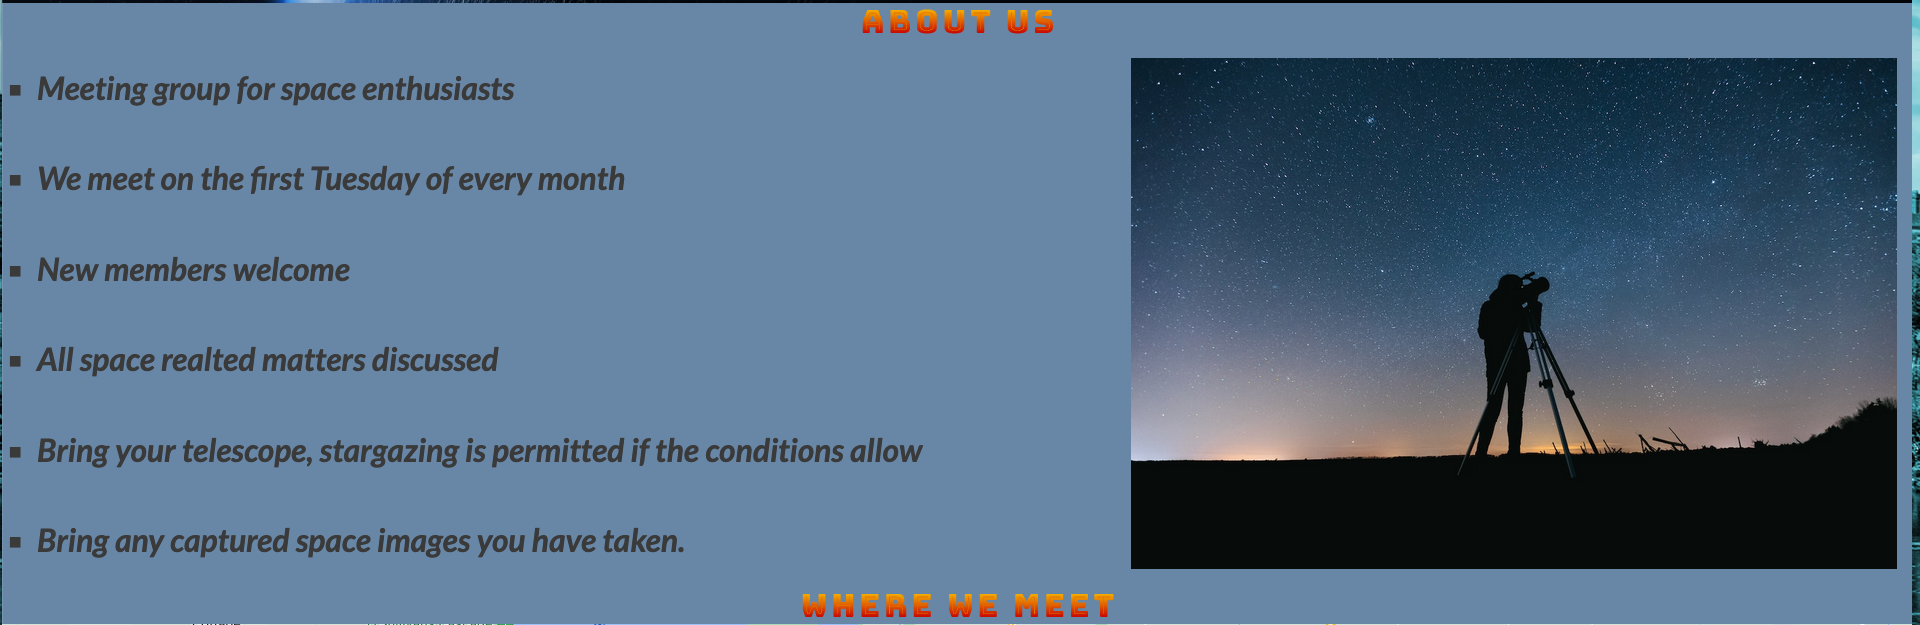 ABOUT US
Meeting group for space enthusiasts
We meet on the first Tuesday of every month
New members welcome
All space realted matters discussed
Bring your telescope, stargazing is permitted if the conditions allow
Bring any captured space images you have taken.
WHERE WE MEET